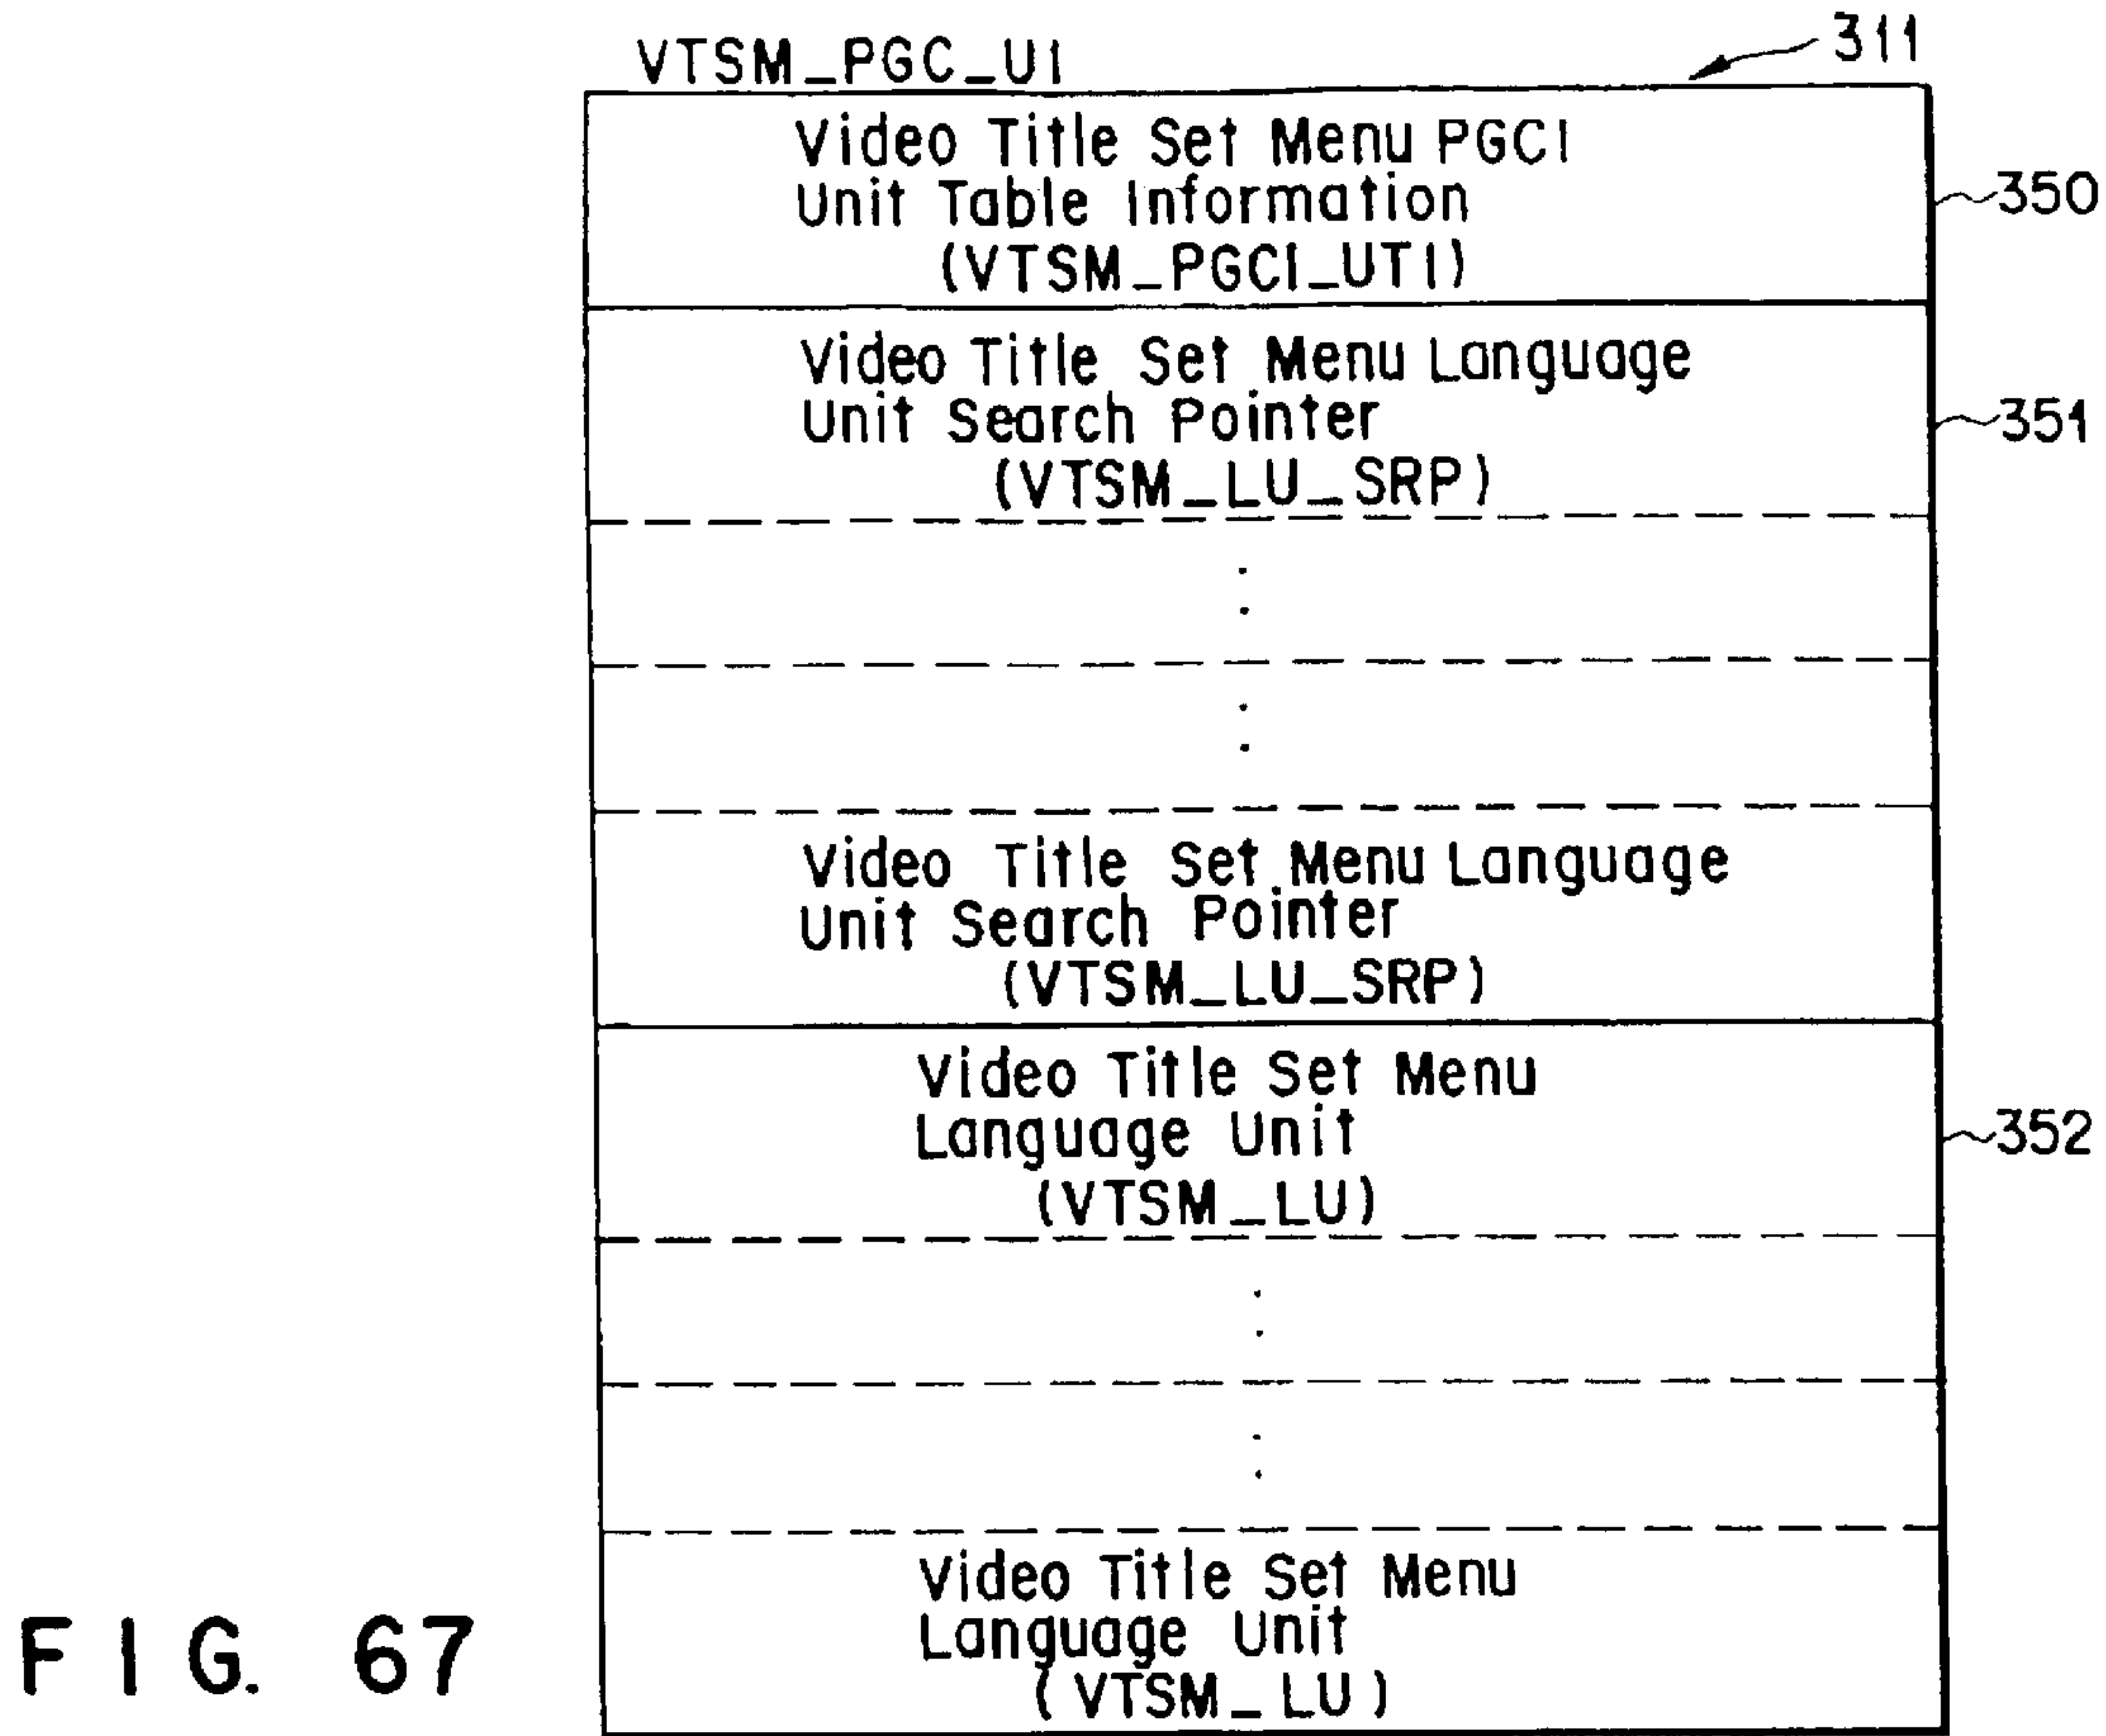 VTSM_PGC_UI
311
Video Title Set Menu PGCI
Unit Table Information
(VTSM_PGCI_UTI)
350
Video Title Set Menu Language
Unit Search Pointer
(VTSM_LU_SRP)
351
Video Title Set Menu Language
Unit Search Pointer
(VTSM_LU_SRP)
Video Title Set Menu
Language Unit
(VTSM_LU)
352
Video Title Set Menu
Language Unit
(VTSM_LU)
FIG. 67